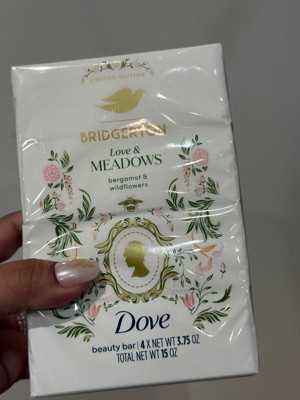 LIMITED EDITION
BRIDGERTON
Love &
MEADOWS
bergamot &
wildflowers
Dove
beauty bar | 4 X NET WT 3.75 OZ
TOTAL NET WT 15 OZ